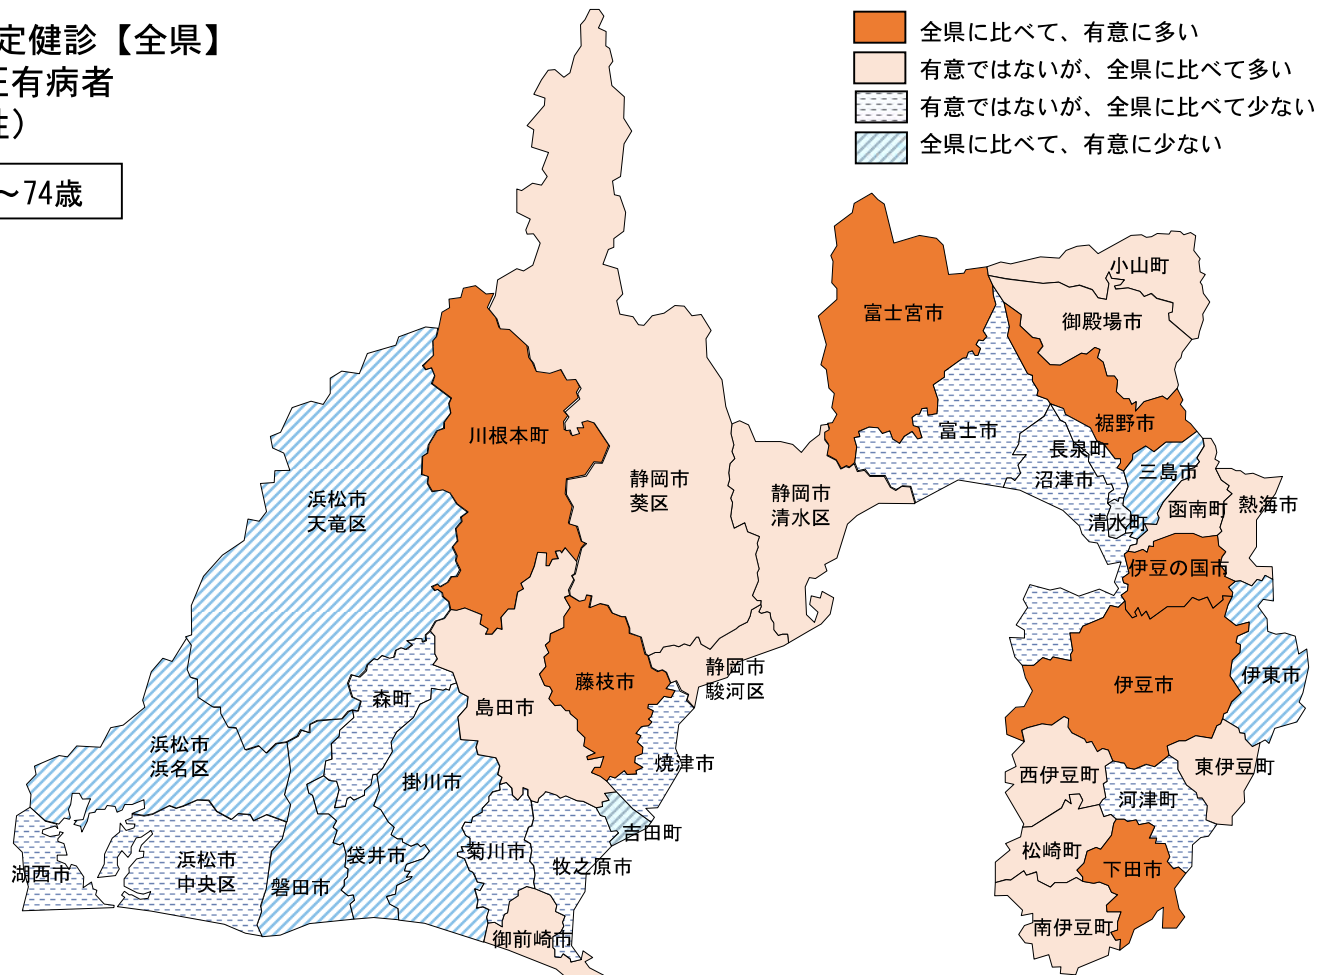 定健診【全県】
有病者
性）
～74歳
全県に比べて、有意に多い
有意ではないが、全県に比べて多い
有意ではないが、全県に比べて少ない
全県に比べて、有意に少ない
小山町
富士宮市
御殿場市
裾野市
富士市
川根本町
長泉町
三島市
沼津市
静岡市
葵区
静岡市
清水区
浜松市
天竜区
函南町
熱海市
清水町
伊豆の国市
伊豆市
伊東市
静岡市
駿河区
藤枝市
森町
島田市
浜松市
浜名区
焼津市
掛川市
西伊豆町
東伊豆町
河津町
吉田町
菊川市
袋井市
牧之原市
浜松市
中央区
湖西市
磐田市
松崎町
下田市
御前崎市
南伊豆町